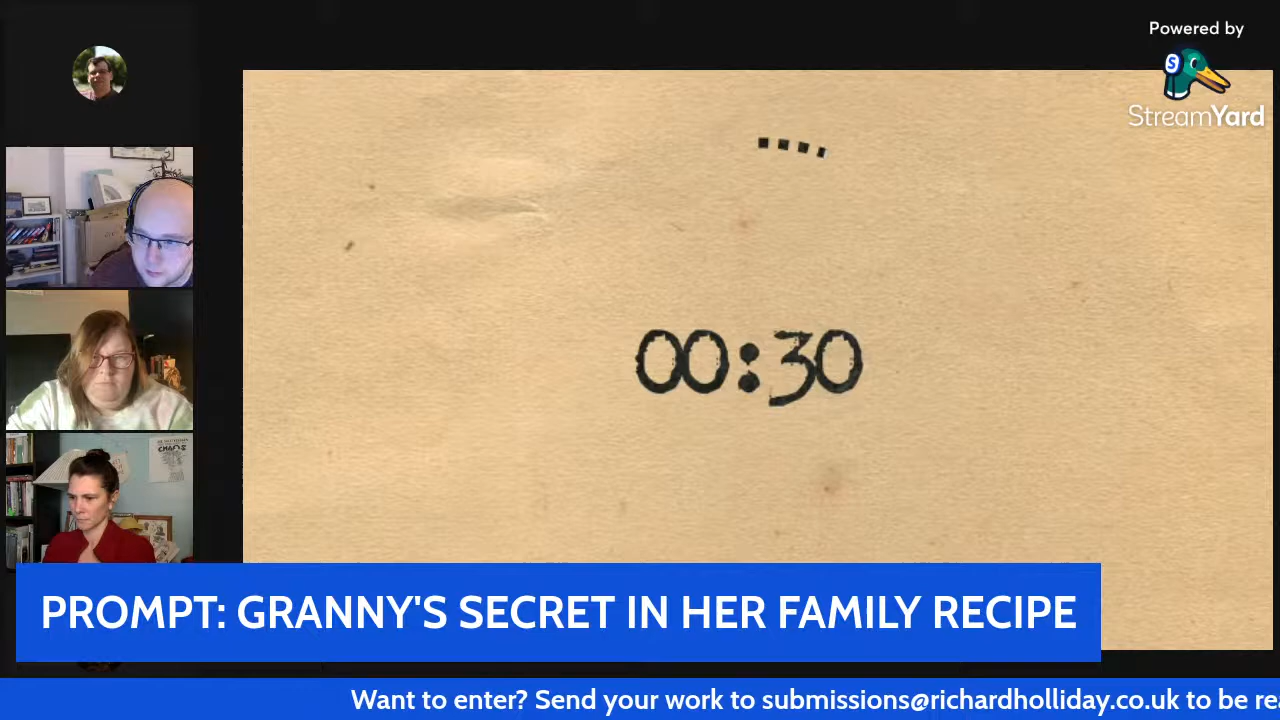 Powered by
S
StreamYard
00:30
CHAOS
PROMPT: GRANNY'S SECRET IN HER FAMILY RECIPE
Want to enter? Send your work to submissions@richardholliday.co.uk to be re